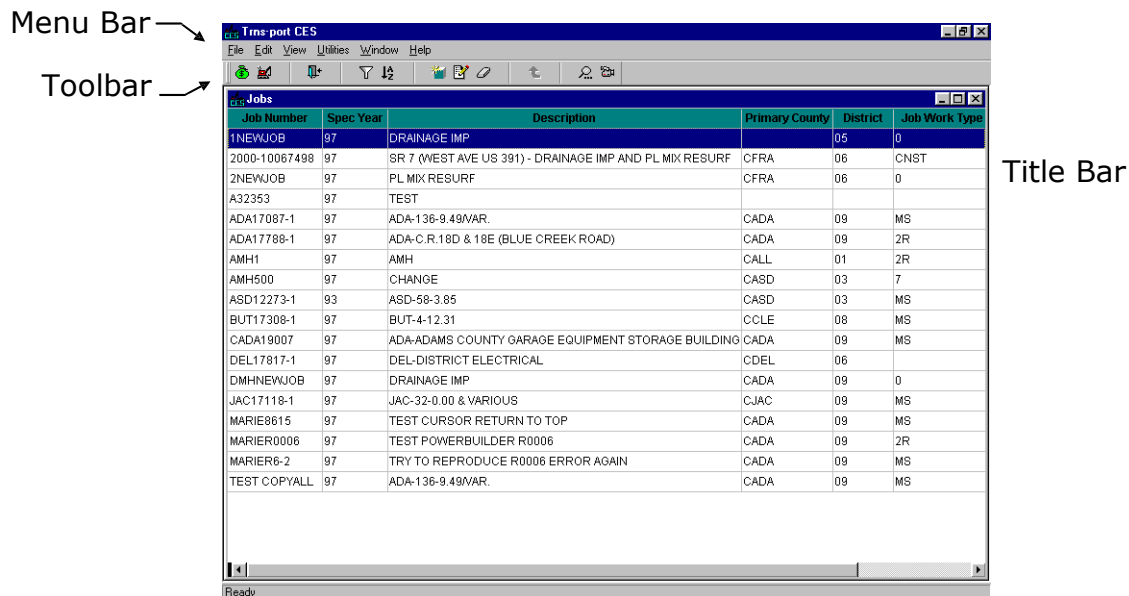 Menu Bar
Toolbar
Title Bar
CES Trns·port CES
File Edit View Utilities Window Help
CES Jobs
Job Number Spec Year Description Primary County District Job Work Type
1NEWJOB 97 DRAINAGE IMP 05 0
2000-10067498 97 SR 7 (WEST AVE US 391) - DRAINAGE IMP AND PL MIX RESURF CFRA 06 CNST
2NEWJOB 97 PL MIX RESURF CFRA 06 0
A32353 97 TEST
ADA17087-1 97 ADA-136-9.49/VAR. CADA 09 MS
ADA17788-1 97 ADA-C.R.18D & 18E (BLUE CREEK ROAD) CADA 09 2R
AMH1 97 AMH CALL 01 2R
AMH500 97 CHANGE CASD 03 7
ASD12273-1 93 ASD-58-3.85 CASD 03 MS
BUT17308-1 97 BUT-4-12.31 CCLE 08 MS
CADA19007 97 ADA-ADAMS COUNTY GARAGE EQUIPMENT STORAGE BUILDING CADA 09 MS
DEL17817-1 97 DEL-DISTRICT ELECTRICAL CDEL 06
DMHNEWJOB 97 DRAINAGE IMP CADA 09 0
JAC17118-1 97 JAC-32-0.00 & VARIOUS CJAC 09 MS
MARIE8615 97 TEST CURSOR RETURN TO TOP CADA 09 MS
MARIER0006 97 TEST POWERBUILDER R0006 CADA 09 2R
MARIER6-2 97 TRY TO REPRODUCE R0006 ERROR AGAIN CADA 09 MS
TEST COPYALL 97 ADA-136-9.49/VAR. CADA 09 MS
Ready